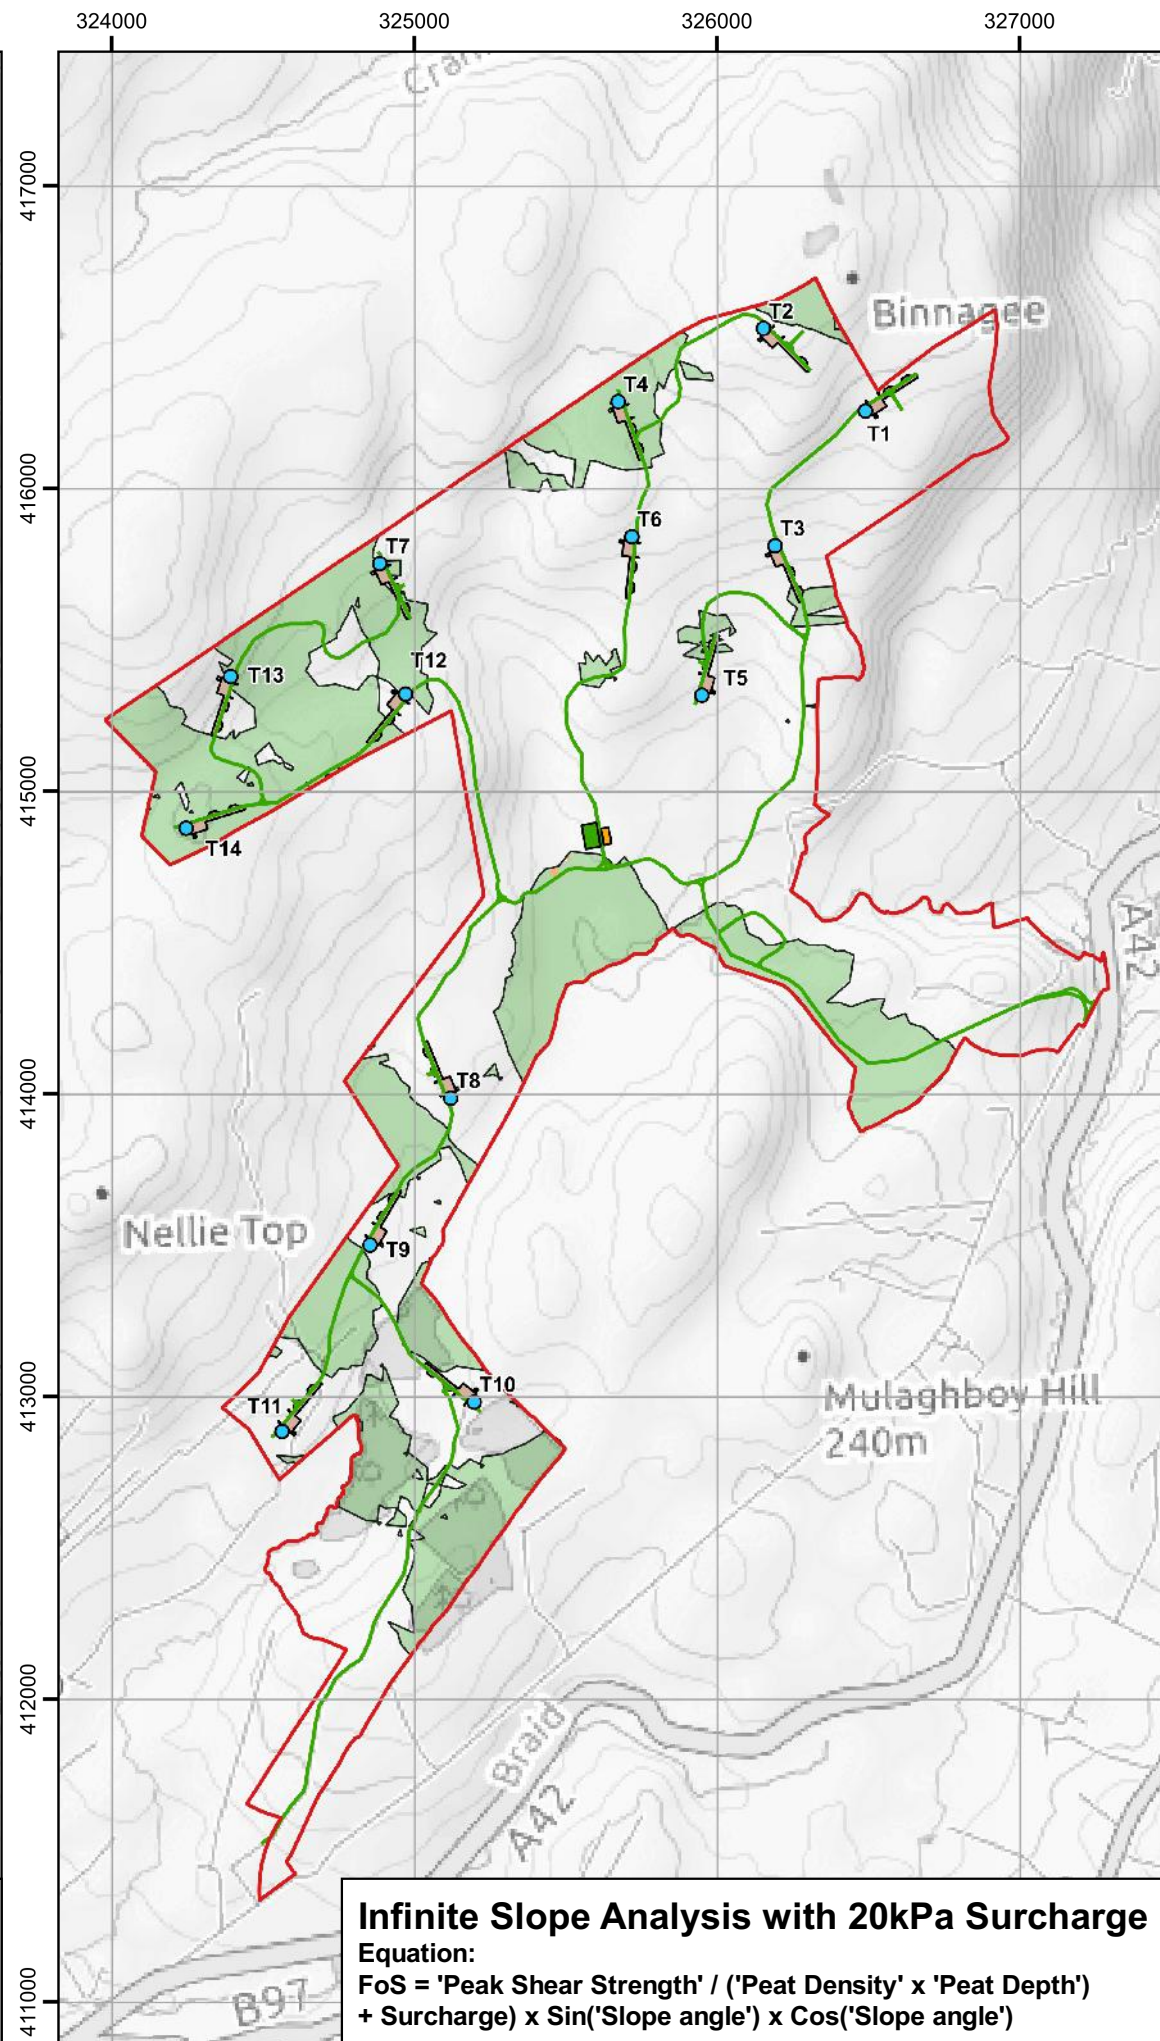 324000
325000
326000
327000
417000
Binnagee
T2
T4
T1
416000
T6
T3
T7
T12
T13
T5
415000
T14
A42
T8
414000
Nellie Top
T9
T10
413000
T11
Mulaghboy Hill
240m
412000
Braid
A42
411000
B97
Infinite Slope Analysis with 20kPa Surcharge
Equation:
FoS = 'Peak Shear Strength' / ('Peat Density' x 'Peat Depth')
+ Surcharge) x Sin('Slope angle') x Cos('Slope angle')